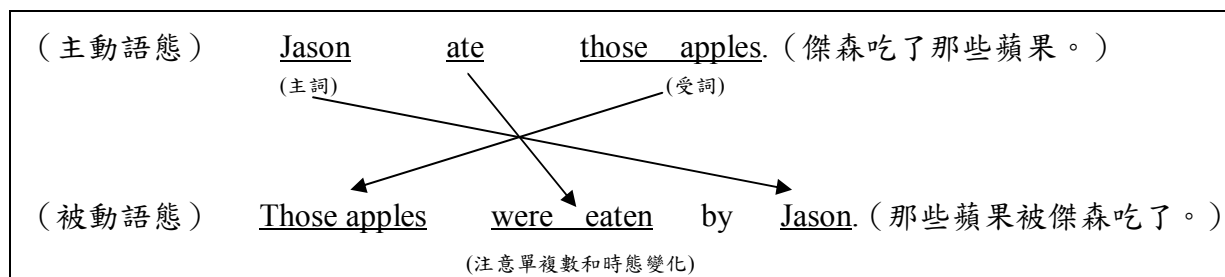 （主動語態） Jason ate those apples.（傑森吃了那些蘋果。）
(主詞) (受詞)
（被動語態） Those apples were eaten by Jason.（那些蘋果被傑森吃了。）
(注意單複數和時態變化)